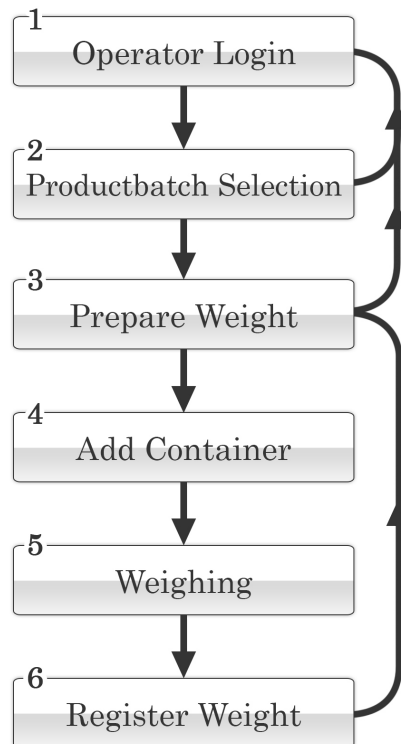 1
Operator Login
2
Productbatch Selection
3
Prepare Weight
4
Add Container
5
Weighing
6
Register Weight